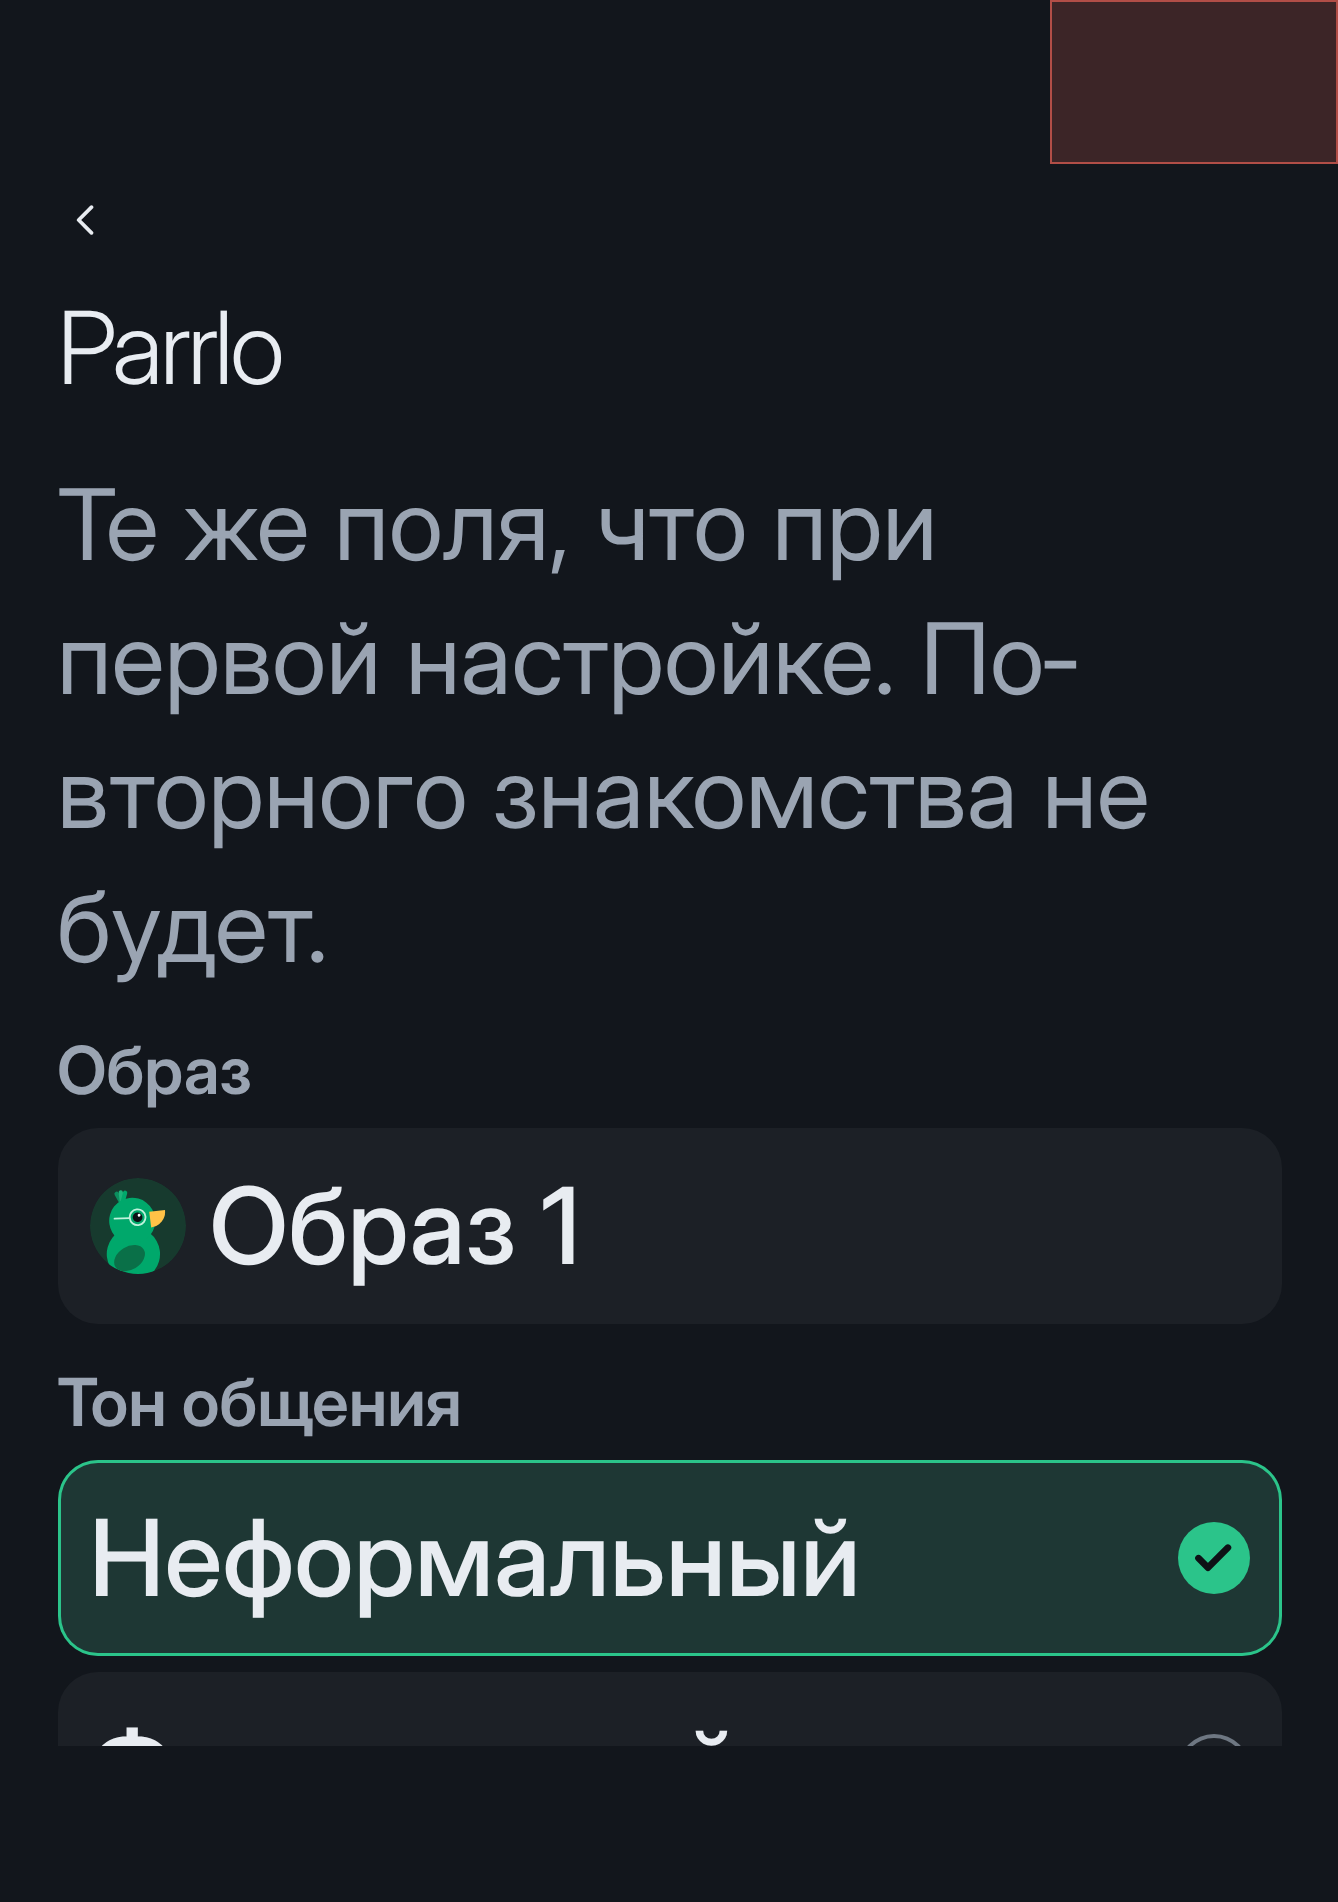 Parrlo
Те же поля, что при
первой настройке. По-
вторного знакомства не
будет.
Образ
Образ 1
Тон общения
Неформальный